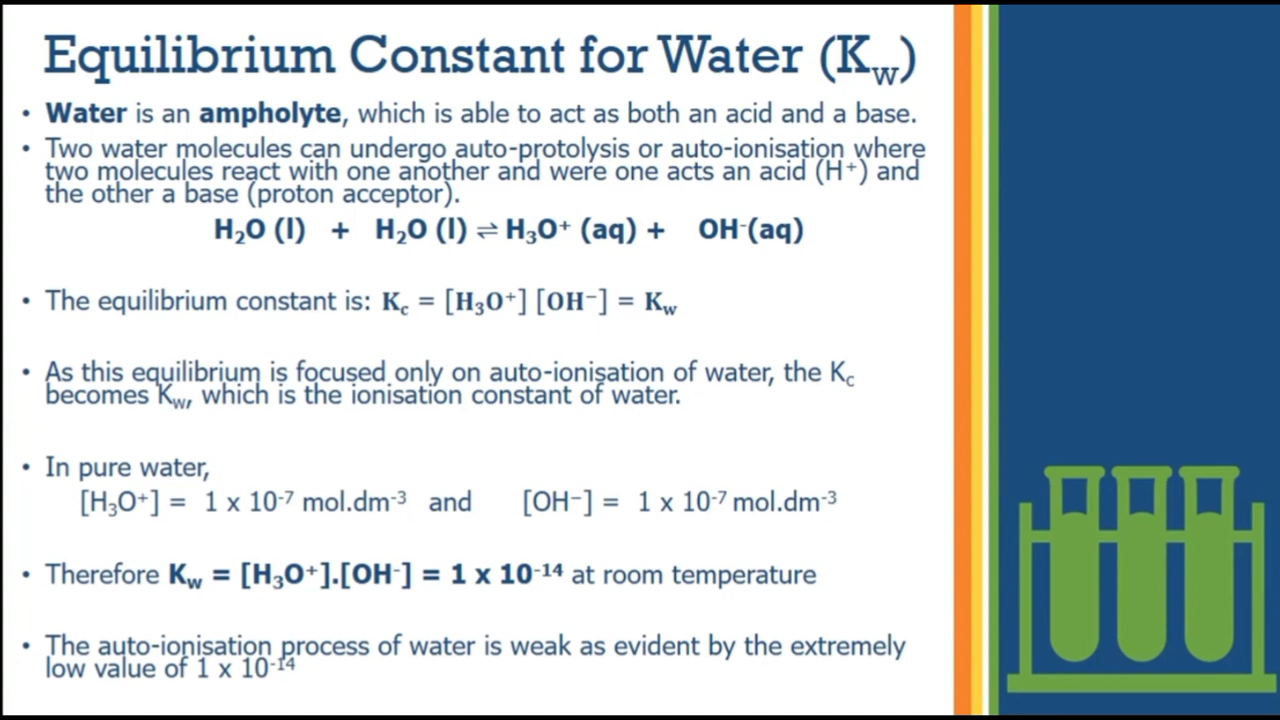 Equilibrium Constant for Water (K_w)
• Water is an ampholyte, which is able to act as both an acid and a base.
• Two water molecules can undergo auto-protolysis or auto-ionisation where
two molecules react with one another and were one acts an acid (H⁺) and
the other a base (proton acceptor).
H₂O (l) + H₂O (l) ⇌ H₃O⁺ (aq) + OH⁻(aq)
• The equilibrium constant is: K_c = [H₃O⁺] [OH⁻] = K_w
• As this equilibrium is focused only on auto-ionisation of water, the K_c
becomes K_w, which is the ionisation constant of water.
• In pure water,
[H₃O⁺] = 1 x 10⁻⁷ mol.dm⁻³ and [OH⁻] = 1 x 10⁻⁷ mol.dm⁻³
• Therefore K_w = [H₃O⁺].[OH⁻] = 1 x 10⁻¹⁴ at room temperature
• The auto-ionisation process of water is weak as evident by the extremely
low value of 1 x 10⁻¹⁴